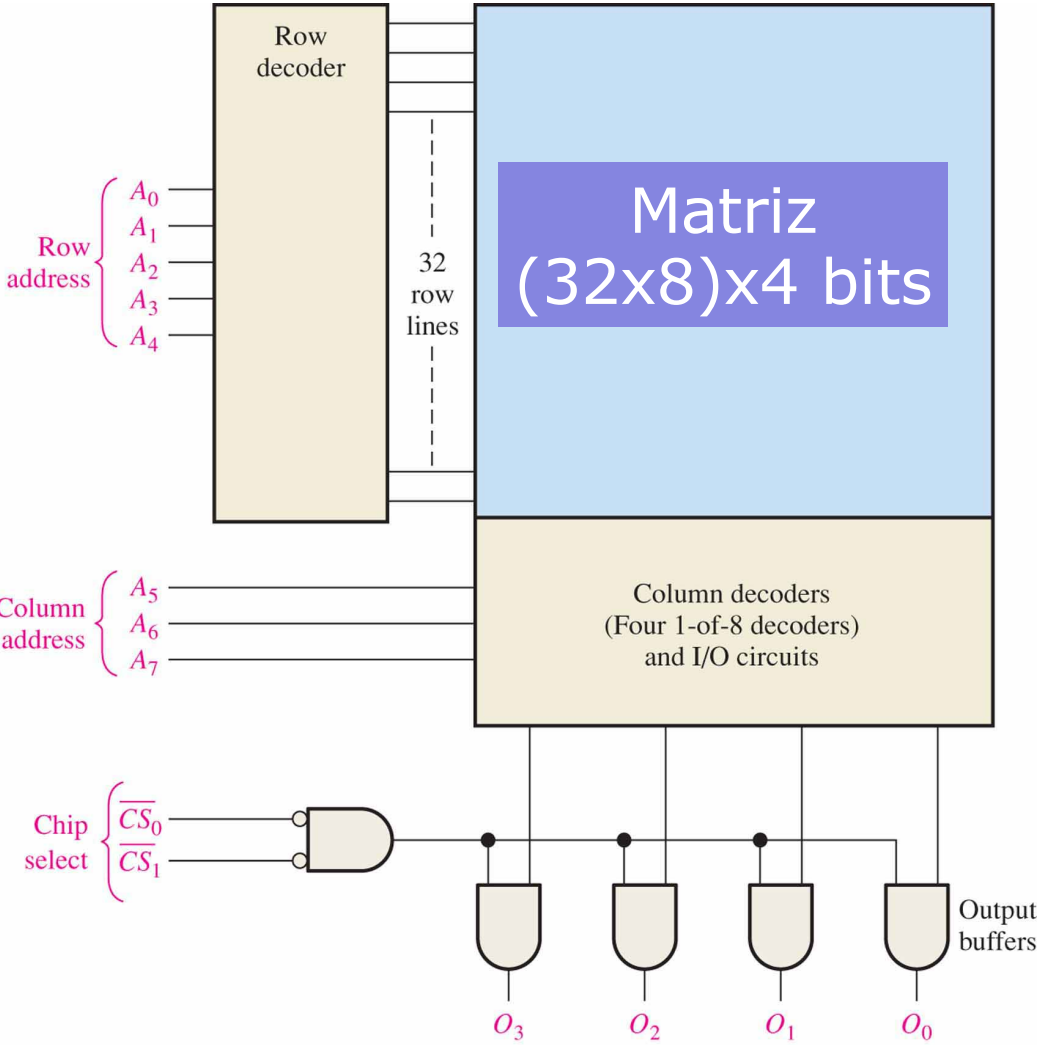 Row
decoder
Matriz
(32x8)x4 bits
Row
address
A₀
A₁
A₂
A₃
A₄
32
row
lines
Column
address
A₅
A₆
A₇
Column decoders
(Four 1-of-8 decoders)
and I/O circuits
Chip
select
C̅S̅₀
C̅S̅₁
Output
buffers
O₃ O₂ O₁ O₀